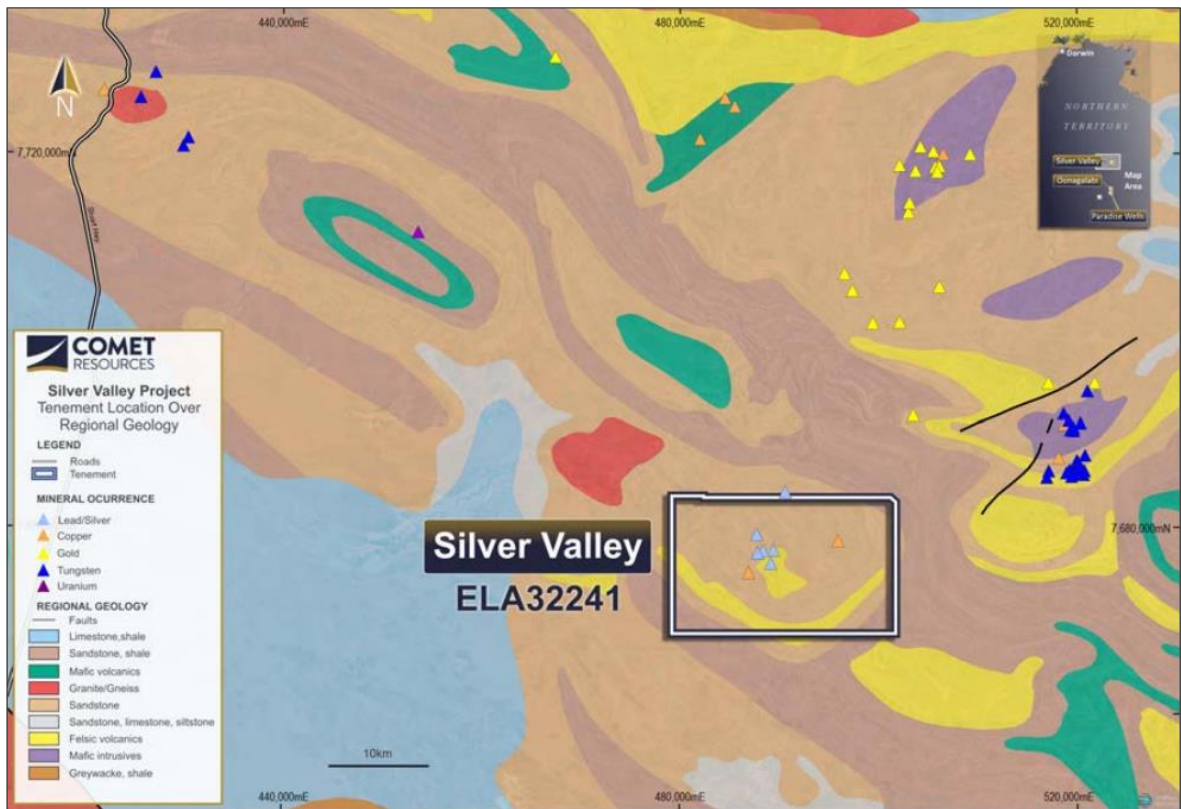 440,000mE
480,000mE
520,000mE
N
7,720,000mN
Darwin
NORTHERN
TERRITORY
Silver Valley
Map
Area
Oonagalabi
Paradise Wells
COMET
RESOURCES
Silver Valley Project
Tenement Location Over
Regional Geology
LEGEND
Roads
Tenement
MINERAL OCURRENCE
Lead/Silver
Copper
Gold
Tungsten
Uranium
REGIONAL GEOLOGY
Faults
Limestone,shale
Sandstone, shale
Mafic volcanics
Granite/Gneiss
Sandstone
Sandstone, limestone, siltstone
Felsic volcanics
Mafic intrusives
Greywacke, shale
Silver Valley
ELA32241
7,680,000mN
10km
440,000mE
480,000mE
520,000mE